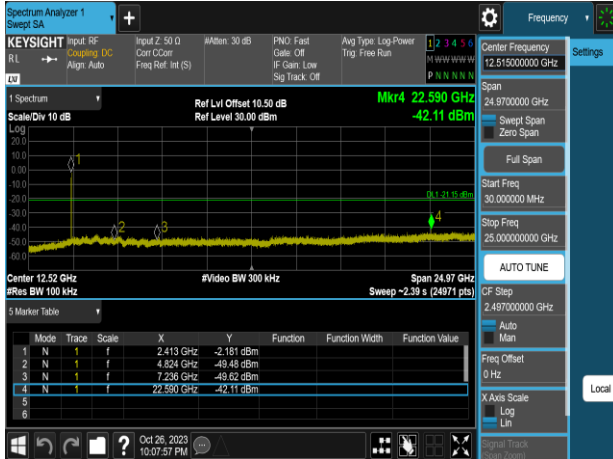 Spectrum Analyzer 1
Swept SA
Frequency
KEYSIGHT
RL
Input: RF
Coupling: DC
Align: Auto
Input Z: 50 Ω
Corr CCorr
Freq Ref: Int (S)
#Atten: 30 dB
PNO: Fast
Gate: Off
IF Gain: Low
Sig Track: Off
Avg Type: Log-Power
Trig: Free Run
1 2 3 4 5 6
M W W W W W
P N N N N N
LXI
1 Spectrum
Scale/Div 10 dB
Ref Lvl Offset 10.50 dB
Ref Level 30.00 dBm
Mkr4 22.590 GHz
-42.11 dBm
Log
20.0
10.0
0.00
-10.0
-20.0
-30.0
-40.0
-50.0
-60.0
1
2
3
4
DL1 -21.15 dBm
Center 12.52 GHz
#Video BW 300 kHz
Span 24.97 GHz
#Res BW 100 kHz
Sweep ~2.39 s (24971 pts)
5 Marker Table
Mode Trace Scale X Y Function Function Width Function Value
1 N 1 f 2.413 GHz -2.181 dBm
2 N 1 f 4.824 GHz -49.48 dBm
3 N 1 f 7.236 GHz -49.62 dBm
4 N 1 f 22.590 GHz -42.11 dBm
5
6
Oct 26, 2023
10:07:57 PM
?
Center Frequency
12.515000000 GHz
Settings
Span
24.9700000 GHz
Swept Span
Zero Span
Full Span
Start Freq
30.000000 MHz
Stop Freq
25.000000000 GHz
AUTO TUNE
CF Step
2.497000000 GHz
Auto
Man
Freq Offset
0 Hz
X Axis Scale
Log
Lin
Local
Signal Track
(Span Zoom)